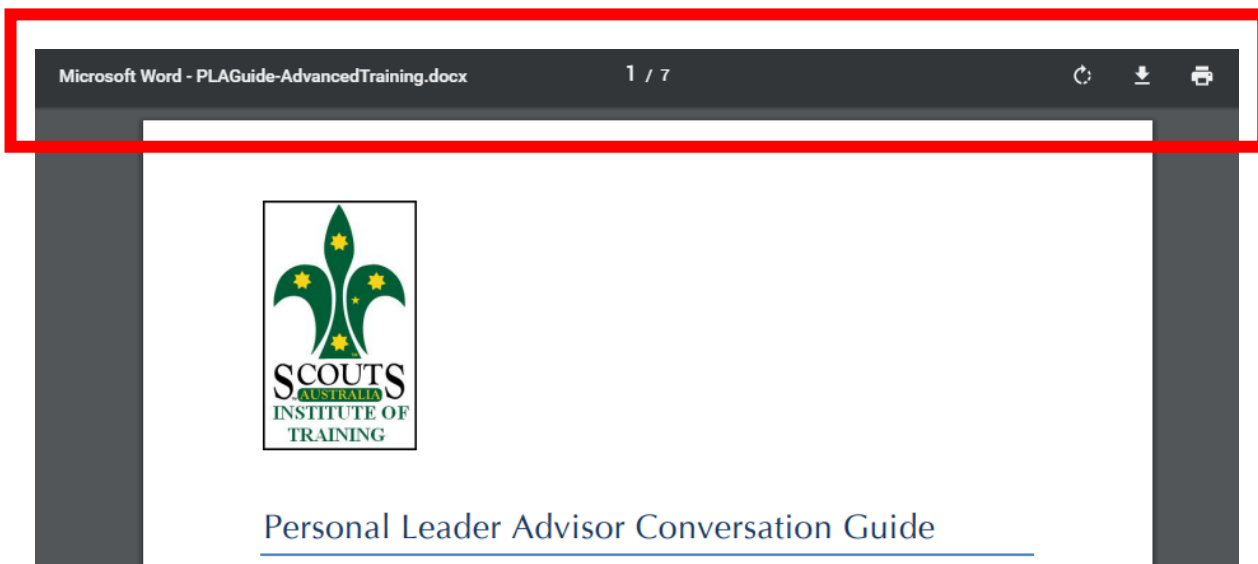 Microsoft Word - PLAGuide-AdvancedTraining.docx 1 / 7
SCOUTS
AUSTRALIA
INSTITUTE OF
TRAINING
Personal Leader Advisor Conversation Guide